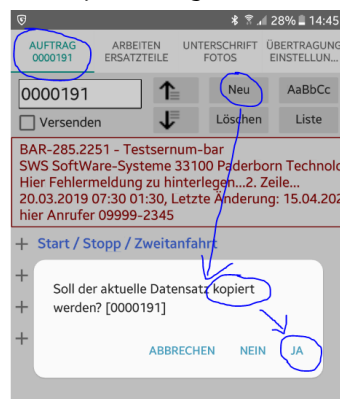 28% 14:45
AUFTRAG 0000191
ARBEITEN ERSATZTEILE
UNTERSCHRIFT FOTOS
ÜBERTRAGUNG EINSTELLUN...
0000191
Neu
AaBbCc
Versenden
Löschen
Liste
BAR-285.2251 - Testsernum-bar
SWS SoftWare-Systeme 33100 Paderborn Technolo
Hier Fehlermeldung zu hinterlegen...2. Zeile...
20.03.2019 07:30 01:30, Letzte Änderung: 15.04.202
hier Anrufer 09999-2345
+ Start / Stopp / Zweitanfahrt
+
+
+
Soll der aktuelle Datensatz kopiert
werden? [0000191]
ABBRECHEN NEIN JA